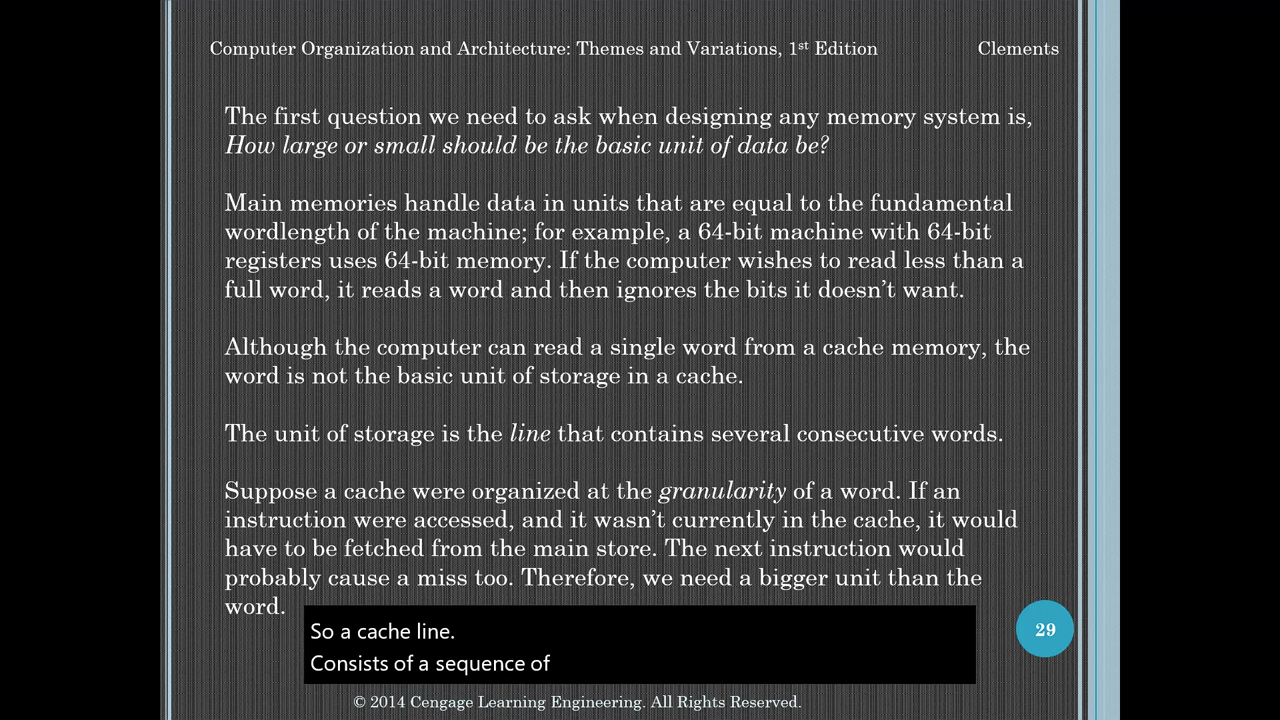 Computer Organization and Architecture: Themes and Variations, 1st Edition Clements
The first question we need to ask when designing any memory system is,
How large or small should be the basic unit of data be?
Main memories handle data in units that are equal to the fundamental
wordlength of the machine; for example, a 64-bit machine with 64-bit
registers uses 64-bit memory. If the computer wishes to read less than a
full word, it reads a word and then ignores the bits it doesn’t want.
Although the computer can read a single word from a cache memory, the
word is not the basic unit of storage in a cache.
The unit of storage is the line that contains several consecutive words.
Suppose a cache were organized at the granularity of a word. If an
instruction were accessed, and it wasn’t currently in the cache, it would
have to be fetched from the main store. The next instruction would
probably cause a miss too. Therefore, we need a bigger unit than the
word.
So a cache line.
Consists of a sequence of
29
© 2014 Cengage Learning Engineering. All Rights Reserved.